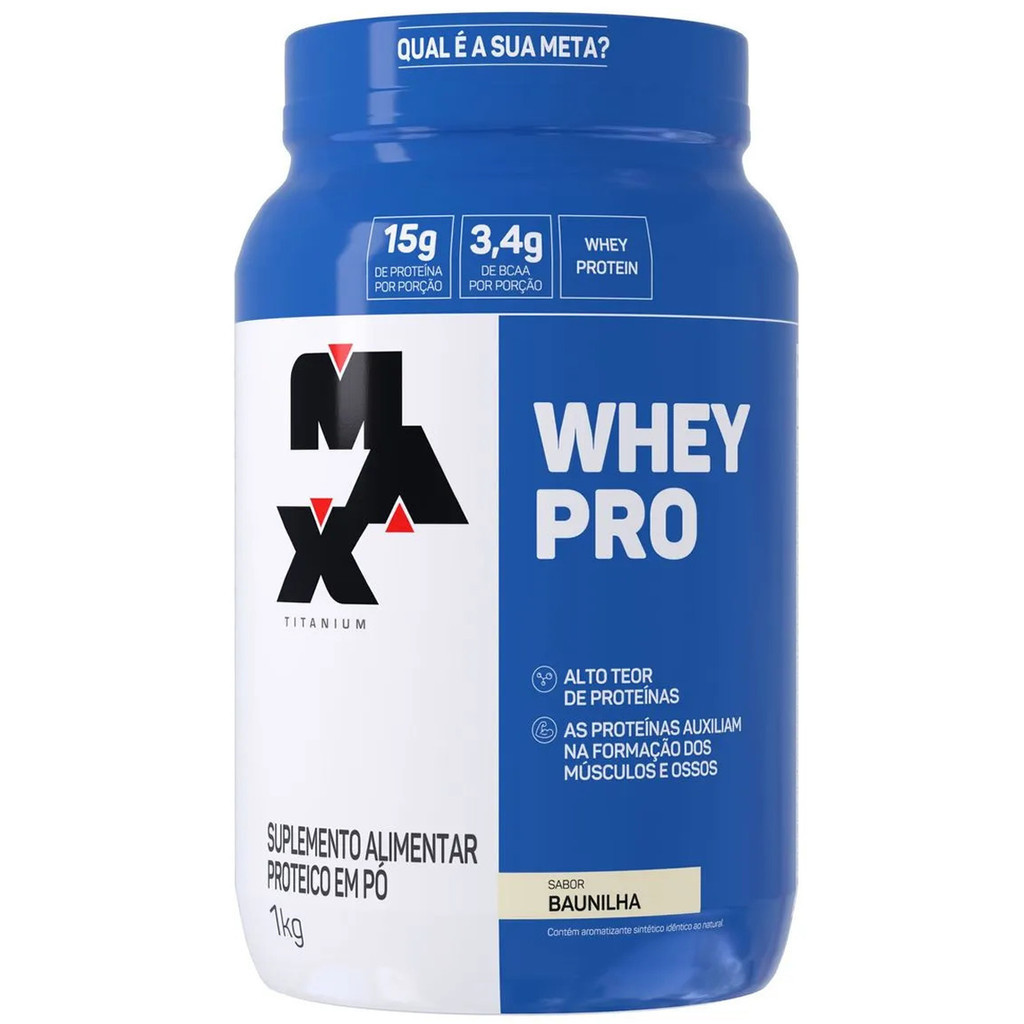 QUAL É A SUA META?
15g
DE PROTEÍNA
POR PORÇÃO
3,4g
DE BCAA
POR PORÇÃO
WHEY
PROTEIN
MAX
TITANIUM
WHEY
PRO
ALTO TEOR
DE PROTEÍNAS
AS PROTEÍNAS AUXILIAM
NA FORMAÇÃO DOS
MÚSCULOS E OSSOS
SUPLEMENTO ALIMENTAR
PROTEICO EM PÓ
1kg
SABOR
BAUNILHA
Contém aromatizante sintético idêntico ao natural.